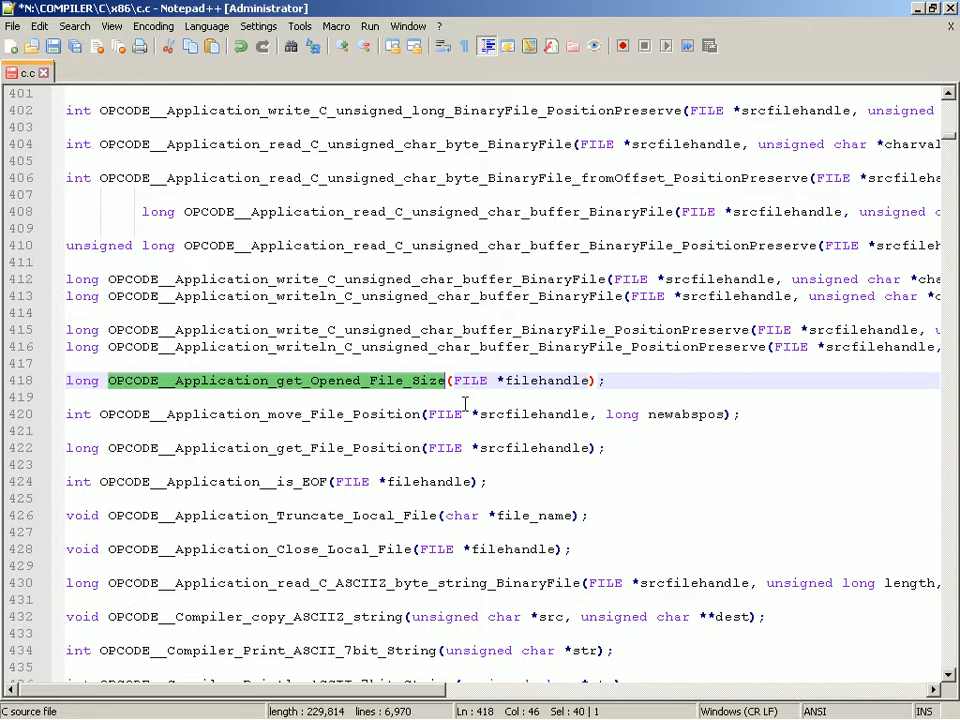 *N:\COMPILER\C\x86\c.c - Notepad++ [Administrator]
File Edit Search View Encoding Language Settings Tools Macro Run Window ? X
c.c
401
402 int OPCODE__Application_write_C_unsigned_long_BinaryFile_PositionPreserve(FILE *srcfilehandle, unsigned
403
404 int OPCODE__Application_read_C_unsigned_char_byte_BinaryFile(FILE *srcfilehandle, unsigned char *charval
405
406 int OPCODE__Application_read_C_unsigned_char_byte_BinaryFile_fromOffset_PositionPreserve(FILE *srcfileha
407
408 long OPCODE__Application_read_C_unsigned_char_buffer_BinaryFile(FILE *srcfilehandle, unsigned c
409
410 unsigned long OPCODE__Application_read_C_unsigned_char_buffer_BinaryFile_PositionPreserve(FILE *srcfileh
411
412 long OPCODE__Application_write_C_unsigned_char_buffer_BinaryFile(FILE *srcfilehandle, unsigned char *cha
413 long OPCODE__Application_writeln_C_unsigned_char_buffer_BinaryFile(FILE *srcfilehandle, unsigned char *c
414
415 long OPCODE__Application_write_C_unsigned_char_buffer_BinaryFile_PositionPreserve(FILE *srcfilehandle, u
416 long OPCODE__Application_writeln_C_unsigned_char_buffer_BinaryFile_PositionPreserve(FILE *srcfilehandle,
417
418 long OPCODE__Application_get_Opened_File_Size(FILE *filehandle);
419
420 int OPCODE__Application_move_File_Position(FILE *srcfilehandle, long newabspos);
421
422 long OPCODE__Application_get_File_Position(FILE *srcfilehandle);
423
424 int OPCODE__Application__is_EOF(FILE *filehandle);
425
426 void OPCODE__Application_Truncate_Local_File(char *file_name);
427
428 void OPCODE__Application_Close_Local_File(FILE *filehandle);
429
430 long OPCODE__Application_read_C_ASCIIZ_byte_string_BinaryFile(FILE *srcfilehandle, unsigned long length,
431
432 void OPCODE__Compiler_copy_ASCIIZ_string(unsigned char *src, unsigned char **dest);
433
434 int OPCODE__Compiler_Print_ASCII_7bit_String(unsigned char *str);
435
C source file length : 229,814 lines : 6,970 Ln : 418 Col : 46 Sel : 40 | 1 Windows (CR LF) ANSI INS